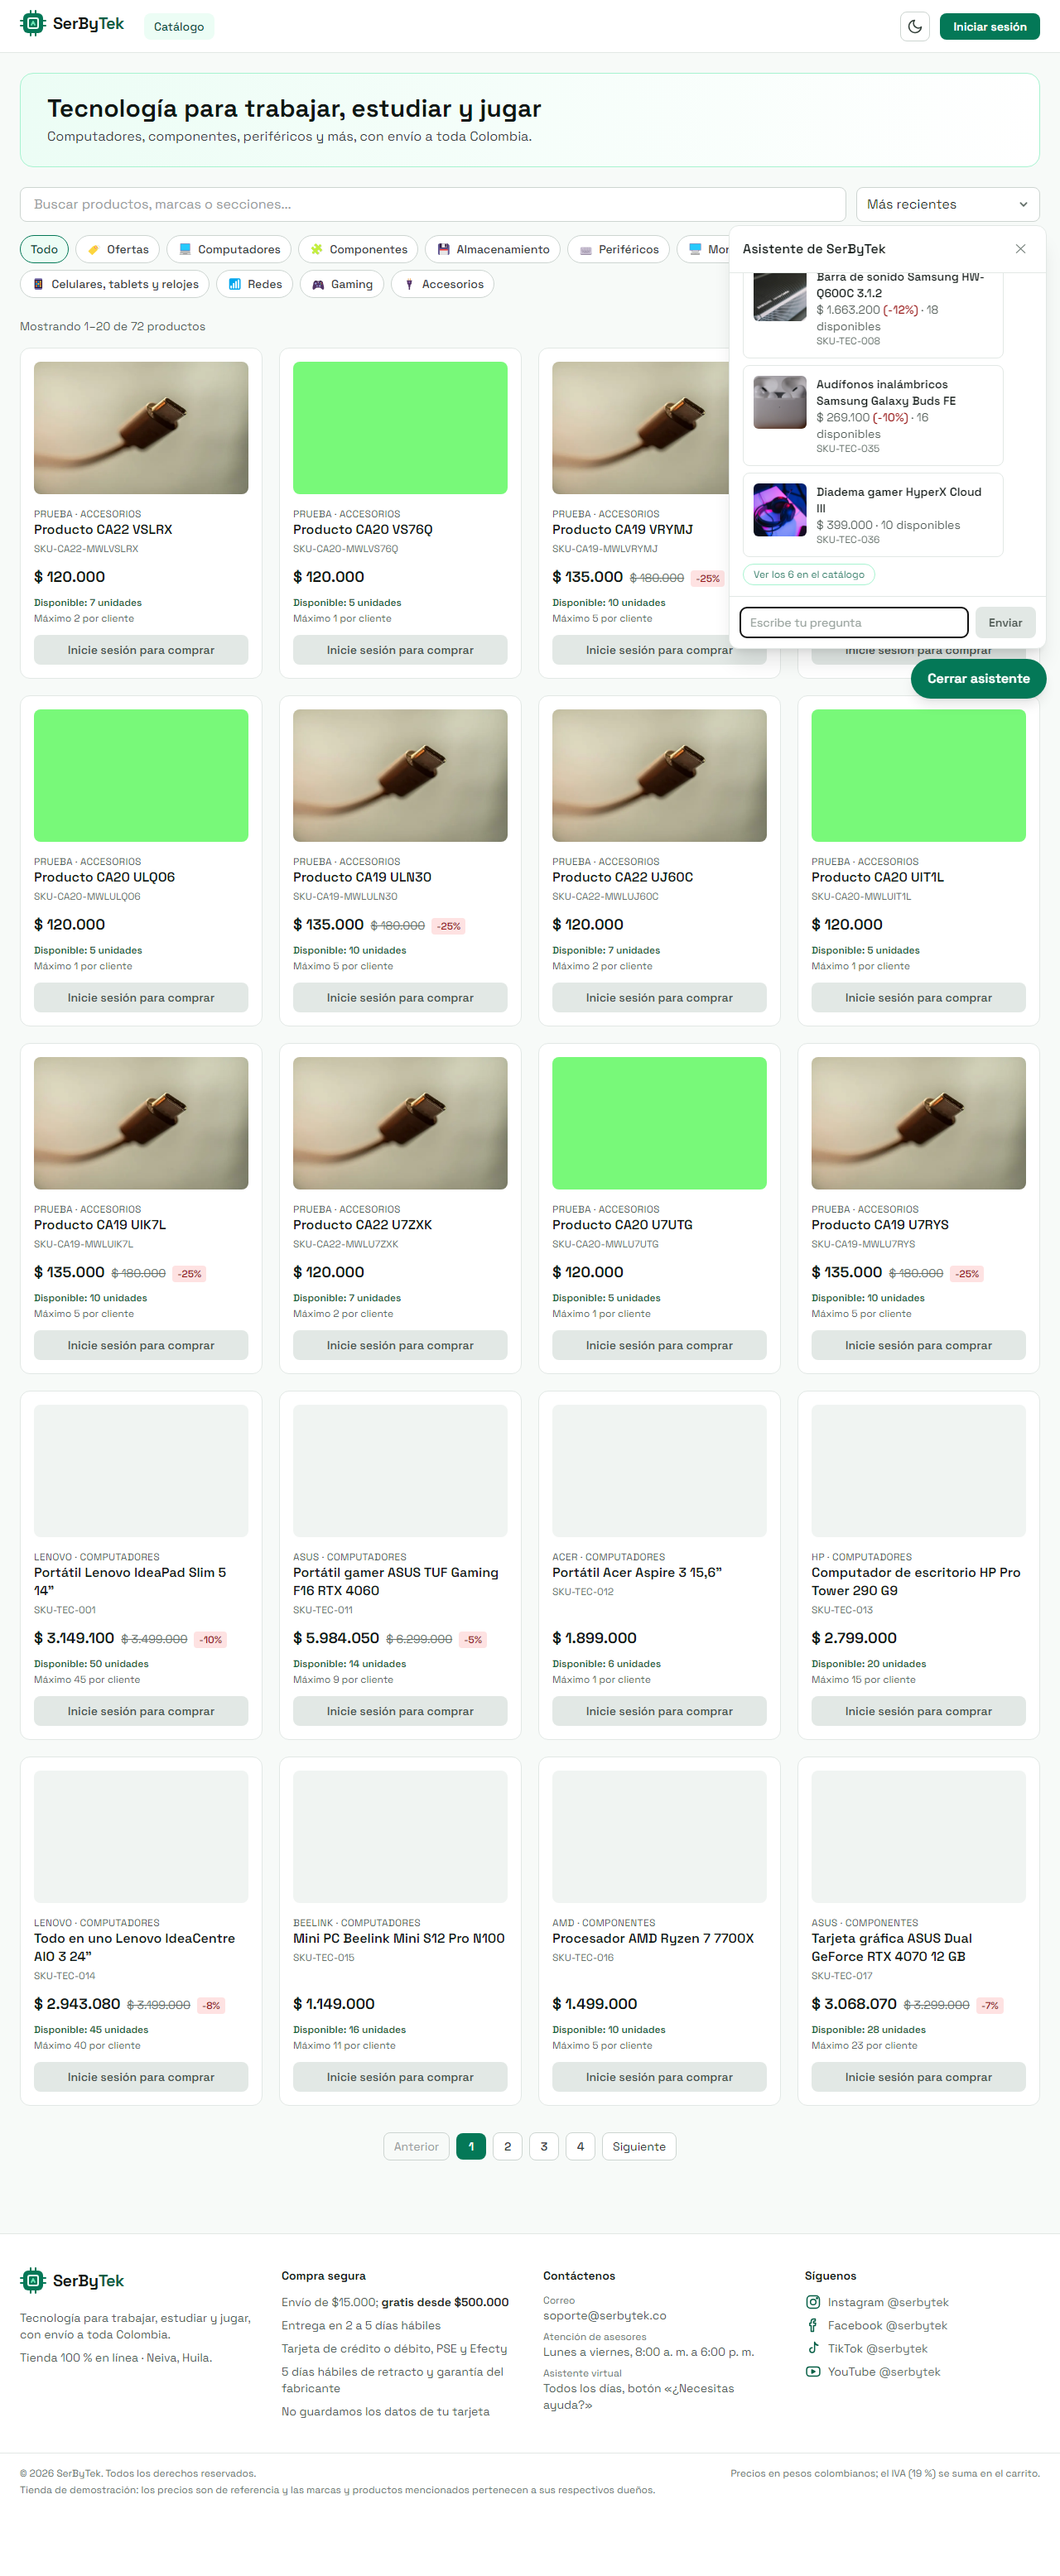 SerByTek
Catálogo
Iniciar sesión
Tecnología para trabajar, estudiar y jugar
Computadores, componentes, periféricos y más, con envío a toda Colombia.
Buscar productos, marcas o secciones...
Más recientes
Todo
Ofertas
Computadores
Componentes
Almacenamiento
Periféricos
Mon
Celulares, tablets y relojes
Redes
Gaming
Accesorios
Mostrando 1–20 de 72 productos
Asistente de SerByTek
Barra de sonido Samsung HW-
Q600C 3.1.2
$ 1.663.200 (-12%) · 18
disponibles
SKU-TEC-008
Audífonos inalámbricos
Samsung Galaxy Buds FE
$ 269.100 (-10%) · 16
disponibles
SKU-TEC-035
Diadema gamer HyperX Cloud
III
$ 399.000 · 10 disponibles
SKU-TEC-036
Ver los 6 en el catálogo
Escribe tu pregunta
Enviar
Cerrar asistente
PRUEBA · ACCESORIOS
Producto CA22 VSLRX
SKU-CA22-MWLVSLRX
$ 120.000
Disponible: 7 unidades
Máximo 2 por cliente
Inicie sesión para comprar
PRUEBA · ACCESORIOS
Producto CA20 VS76Q
SKU-CA20-MWLVS76Q
$ 120.000
Disponible: 5 unidades
Máximo 1 por cliente
Inicie sesión para comprar
PRUEBA · ACCESORIOS
Producto CA19 VRYMJ
SKU-CA19-MWLVRYMJ
$ 135.000 $ 180.000 -25%
Disponible: 10 unidades
Máximo 5 por cliente
Inicie sesión para comprar
Inicie sesión para comprar
PRUEBA · ACCESORIOS
Producto CA20 ULQO6
SKU-CA20-MWLULQO6
$ 120.000
Disponible: 5 unidades
Máximo 1 por cliente
Inicie sesión para comprar
PRUEBA · ACCESORIOS
Producto CA19 ULN30
SKU-CA19-MWLULN30
$ 135.000 $ 180.000 -25%
Disponible: 10 unidades
Máximo 5 por cliente
Inicie sesión para comprar
PRUEBA · ACCESORIOS
Producto CA22 UJ60C
SKU-CA22-MWLUJ60C
$ 120.000
Disponible: 7 unidades
Máximo 2 por cliente
Inicie sesión para comprar
PRUEBA · ACCESORIOS
Producto CA20 UIT1L
SKU-CA20-MWLUIT1L
$ 120.000
Disponible: 5 unidades
Máximo 1 por cliente
Inicie sesión para comprar
PRUEBA · ACCESORIOS
Producto CA19 UIK7L
SKU-CA19-MWLUIK7L
$ 135.000 $ 180.000 -25%
Disponible: 10 unidades
Máximo 5 por cliente
Inicie sesión para comprar
PRUEBA · ACCESORIOS
Producto CA22 U7ZXK
SKU-CA22-MWLU7ZXK
$ 120.000
Disponible: 7 unidades
Máximo 2 por cliente
Inicie sesión para comprar
PRUEBA · ACCESORIOS
Producto CA20 U7UTG
SKU-CA20-MWLU7UTG
$ 120.000
Disponible: 5 unidades
Máximo 1 por cliente
Inicie sesión para comprar
PRUEBA · ACCESORIOS
Producto CA19 U7RYS
SKU-CA19-MWLU7RYS
$ 135.000 $ 180.000 -25%
Disponible: 10 unidades
Máximo 5 por cliente
Inicie sesión para comprar
LENOVO · COMPUTADORES
Portátil Lenovo IdeaPad Slim 5
14"
SKU-TEC-001
$ 3.149.100 $ 3.499.000 -10%
Disponible: 50 unidades
Máximo 45 por cliente
Inicie sesión para comprar
ASUS · COMPUTADORES
Portátil gamer ASUS TUF Gaming
F16 RTX 4060
SKU-TEC-011
$ 5.984.050 $ 6.299.000 -5%
Disponible: 14 unidades
Máximo 9 por cliente
Inicie sesión para comprar
ACER · COMPUTADORES
Portátil Acer Aspire 3 15,6"
SKU-TEC-012
$ 1.899.000
Disponible: 6 unidades
Máximo 1 por cliente
Inicie sesión para comprar
HP · COMPUTADORES
Computador de escritorio HP Pro
Tower 290 G9
SKU-TEC-013
$ 2.799.000
Disponible: 20 unidades
Máximo 15 por cliente
Inicie sesión para comprar
LENOVO · COMPUTADORES
Todo en uno Lenovo IdeaCentre
AIO 3 24"
SKU-TEC-014
$ 2.943.080 $ 3.199.000 -8%
Disponible: 45 unidades
Máximo 40 por cliente
Inicie sesión para comprar
BEELINK · COMPUTADORES
Mini PC Beelink Mini S12 Pro N100
SKU-TEC-015
$ 1.149.000
Disponible: 16 unidades
Máximo 11 por cliente
Inicie sesión para comprar
AMD · COMPONENTES
Procesador AMD Ryzen 7 7700X
SKU-TEC-016
$ 1.499.000
Disponible: 10 unidades
Máximo 5 por cliente
Inicie sesión para comprar
ASUS · COMPONENTES
Tarjeta gráfica ASUS Dual
GeForce RTX 4070 12 GB
SKU-TEC-017
$ 3.068.070 $ 3.299.000 -7%
Disponible: 28 unidades
Máximo 23 por cliente
Inicie sesión para comprar
Anterior 1 2 3 4 Siguiente
SerByTek
Tecnología para trabajar, estudiar y jugar,
con envío a toda Colombia.
Tienda 100 % en línea · Neiva, Huila.
Compra segura
Envío de $15.000; gratis desde $500.000
Entrega en 2 a 5 días hábiles
Tarjeta de crédito o débito, PSE y Efecty
5 días hábiles de retracto y garantía del
fabricante
No guardamos los datos de tu tarjeta
Contáctenos
Correo
soporte@serbytek.co
Atención de asesores
Lunes a viernes, 8:00 a. m. a 6:00 p. m.
Asistente virtual
Todos los días, botón «¿Necesitas
ayuda?»
Síguenos
Instagram @serbytek
Facebook @serbytek
TikTok @serbytek
YouTube @serbytek
© 2026 SerByTek. Todos los derechos reservados.
Precios en pesos colombianos; el IVA (19 %) se suma en el carrito.
Tienda de demostración: los precios son de referencia y las marcas y productos mencionados pertenecen a sus respectivos dueños.